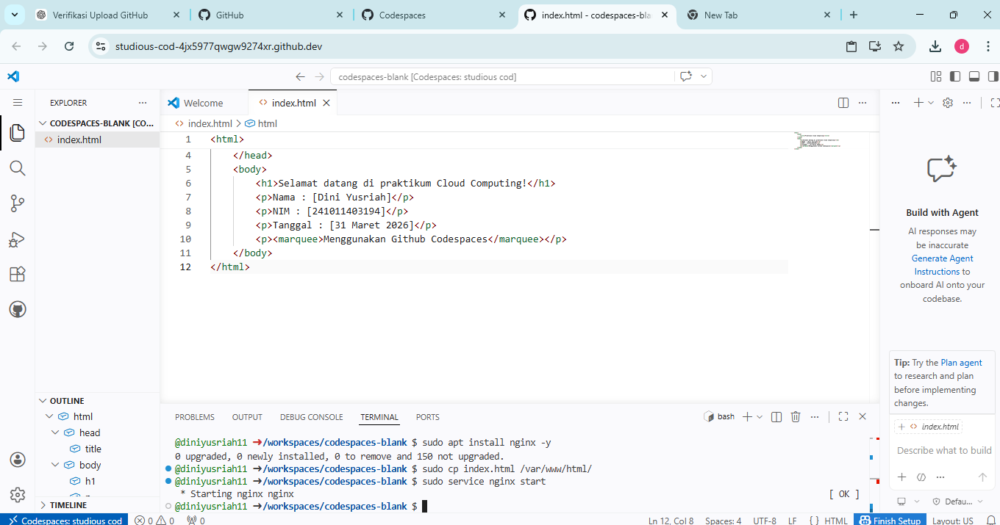 Verifikasi Upload GitHub
GitHub
Codespaces
index.html - codespaces-bla
New Tab
studious-cod-4jx5977qwgw9274xr.github.dev
d
codespaces-blank [Codespaces: studious cod]
EXPLORER
CODESPACES-BLANK [CO...
index.html
OUTLINE
html
head
title
body
h1
TIMELINE
Welcome
index.html
index.html > html
1 <html>
4 </head>
5 <body>
6 <h1>Selamat datang di praktikum Cloud Computing!</h1>
7 <p>Nama : [Dini Yusriah]</p>
8 <p>NIM : [241011403194]</p>
9 <p>Tanggal : [31 Maret 2026]</p>
10 <p><marquee>Menggunakan Github Codespaces</marquee></p>
11 </body>
12 </html>
PROBLEMS OUTPUT DEBUG CONSOLE TERMINAL PORTS
bash
@diniyusriah11 ➜/workspaces/codespaces-blank $ sudo apt install nginx -y
0 upgraded, 0 newly installed, 0 to remove and 150 not upgraded.
@diniyusriah11 ➜/workspaces/codespaces-blank $ sudo cp index.html /var/www/html/
@diniyusriah11 ➜/workspaces/codespaces-blank $ sudo service nginx start
* Starting nginx nginx [ OK ]
@diniyusriah11 ➜/workspaces/codespaces-blank $
Build with Agent
AI responses may
be inaccurate
Generate Agent
Instructions to
onboard AI onto your
codebase.
Tip: Try the Plan agent
to research and plan
before implementing
changes.
index.html
Describe what to build
Defau...
Codespaces: studious cod
0 0
0
Ln 12, Col 8
Spaces: 4
UTF-8
LF
{ } HTML
Finish Setup
Layout: US